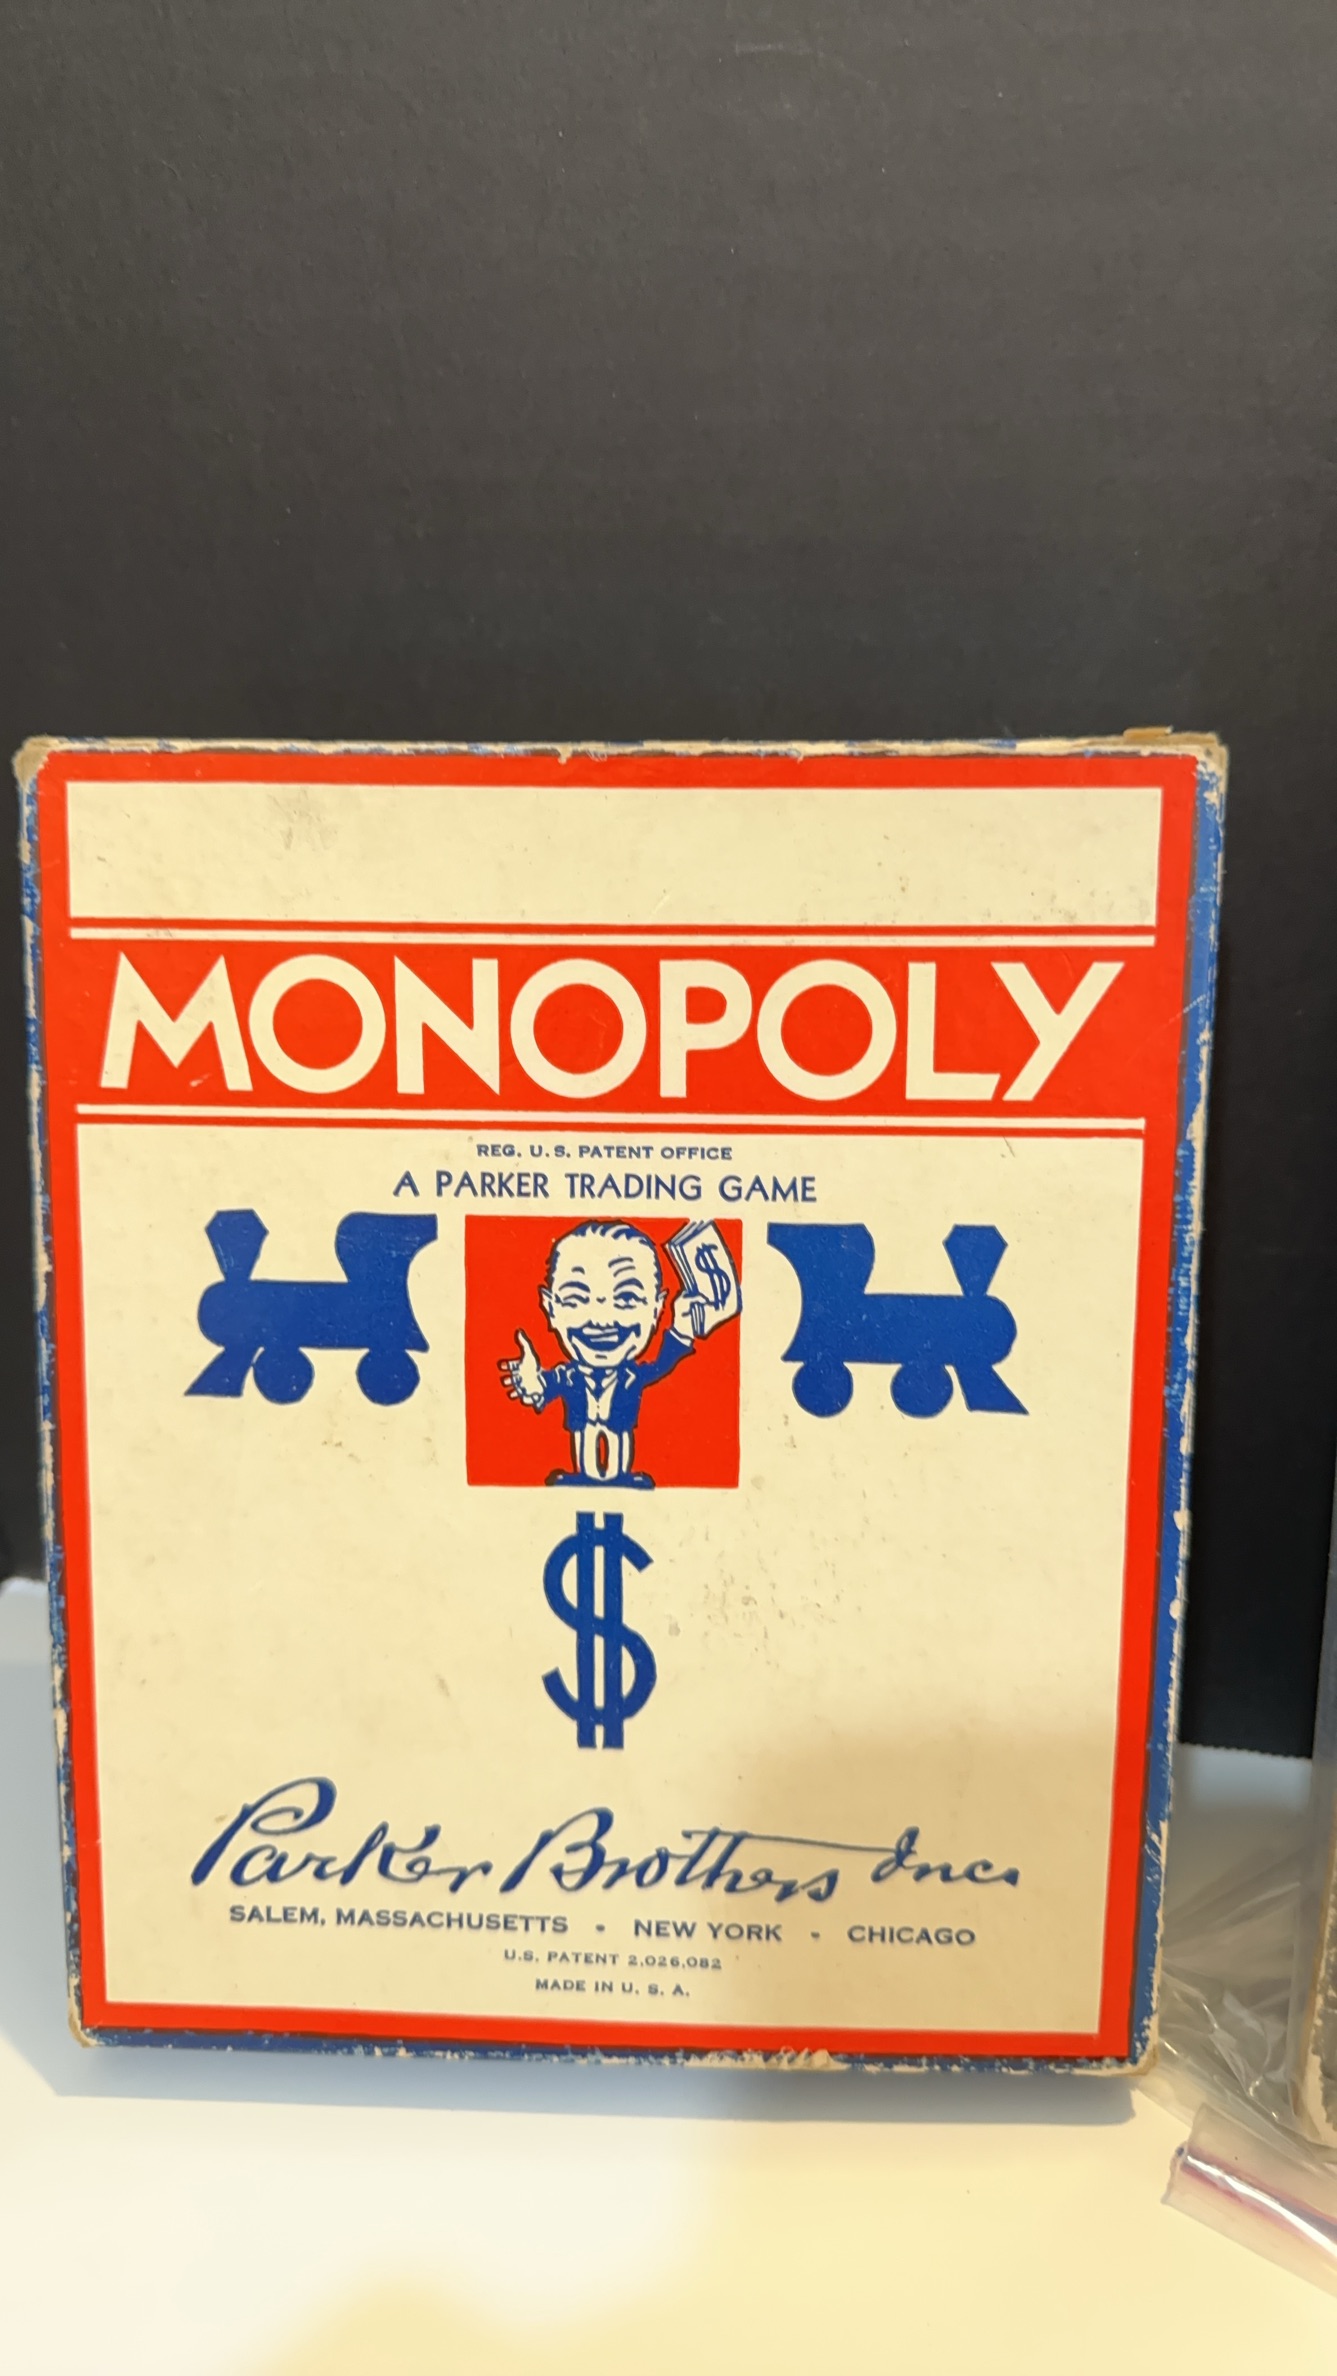 MONOPOLY
REG. U.S. PATENT OFFICE
A PARKER TRADING GAME
$
$
Parker Brothers Inc.
SALEM, MASSACHUSETTS • NEW YORK • CHICAGO
U.S. PATENT 2,026,082
MADE IN U. S. A.